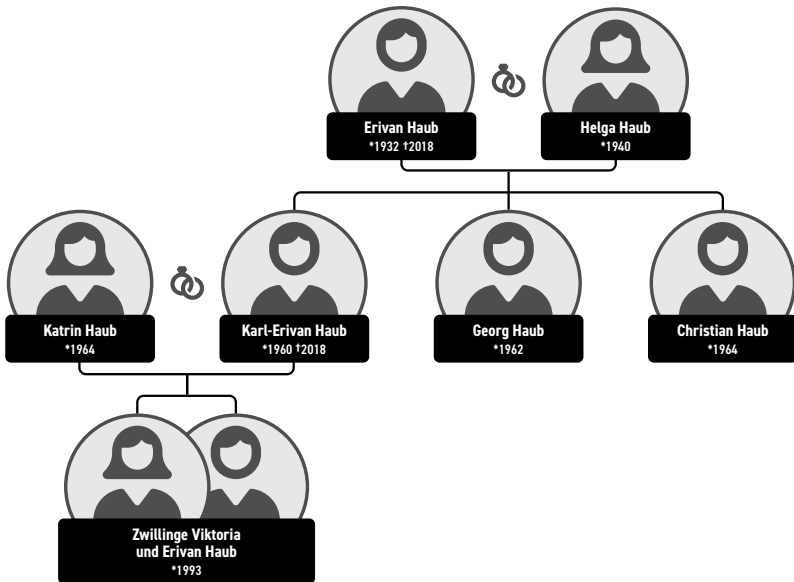 Erivan Haub
*1932 †2018
Helga Haub
*1940
Katrin Haub
*1964
Karl-Erivan Haub
*1960 †2018
Georg Haub
*1962
Christian Haub
*1964
Zwillinge Viktoria
und Erivan Haub
*1993